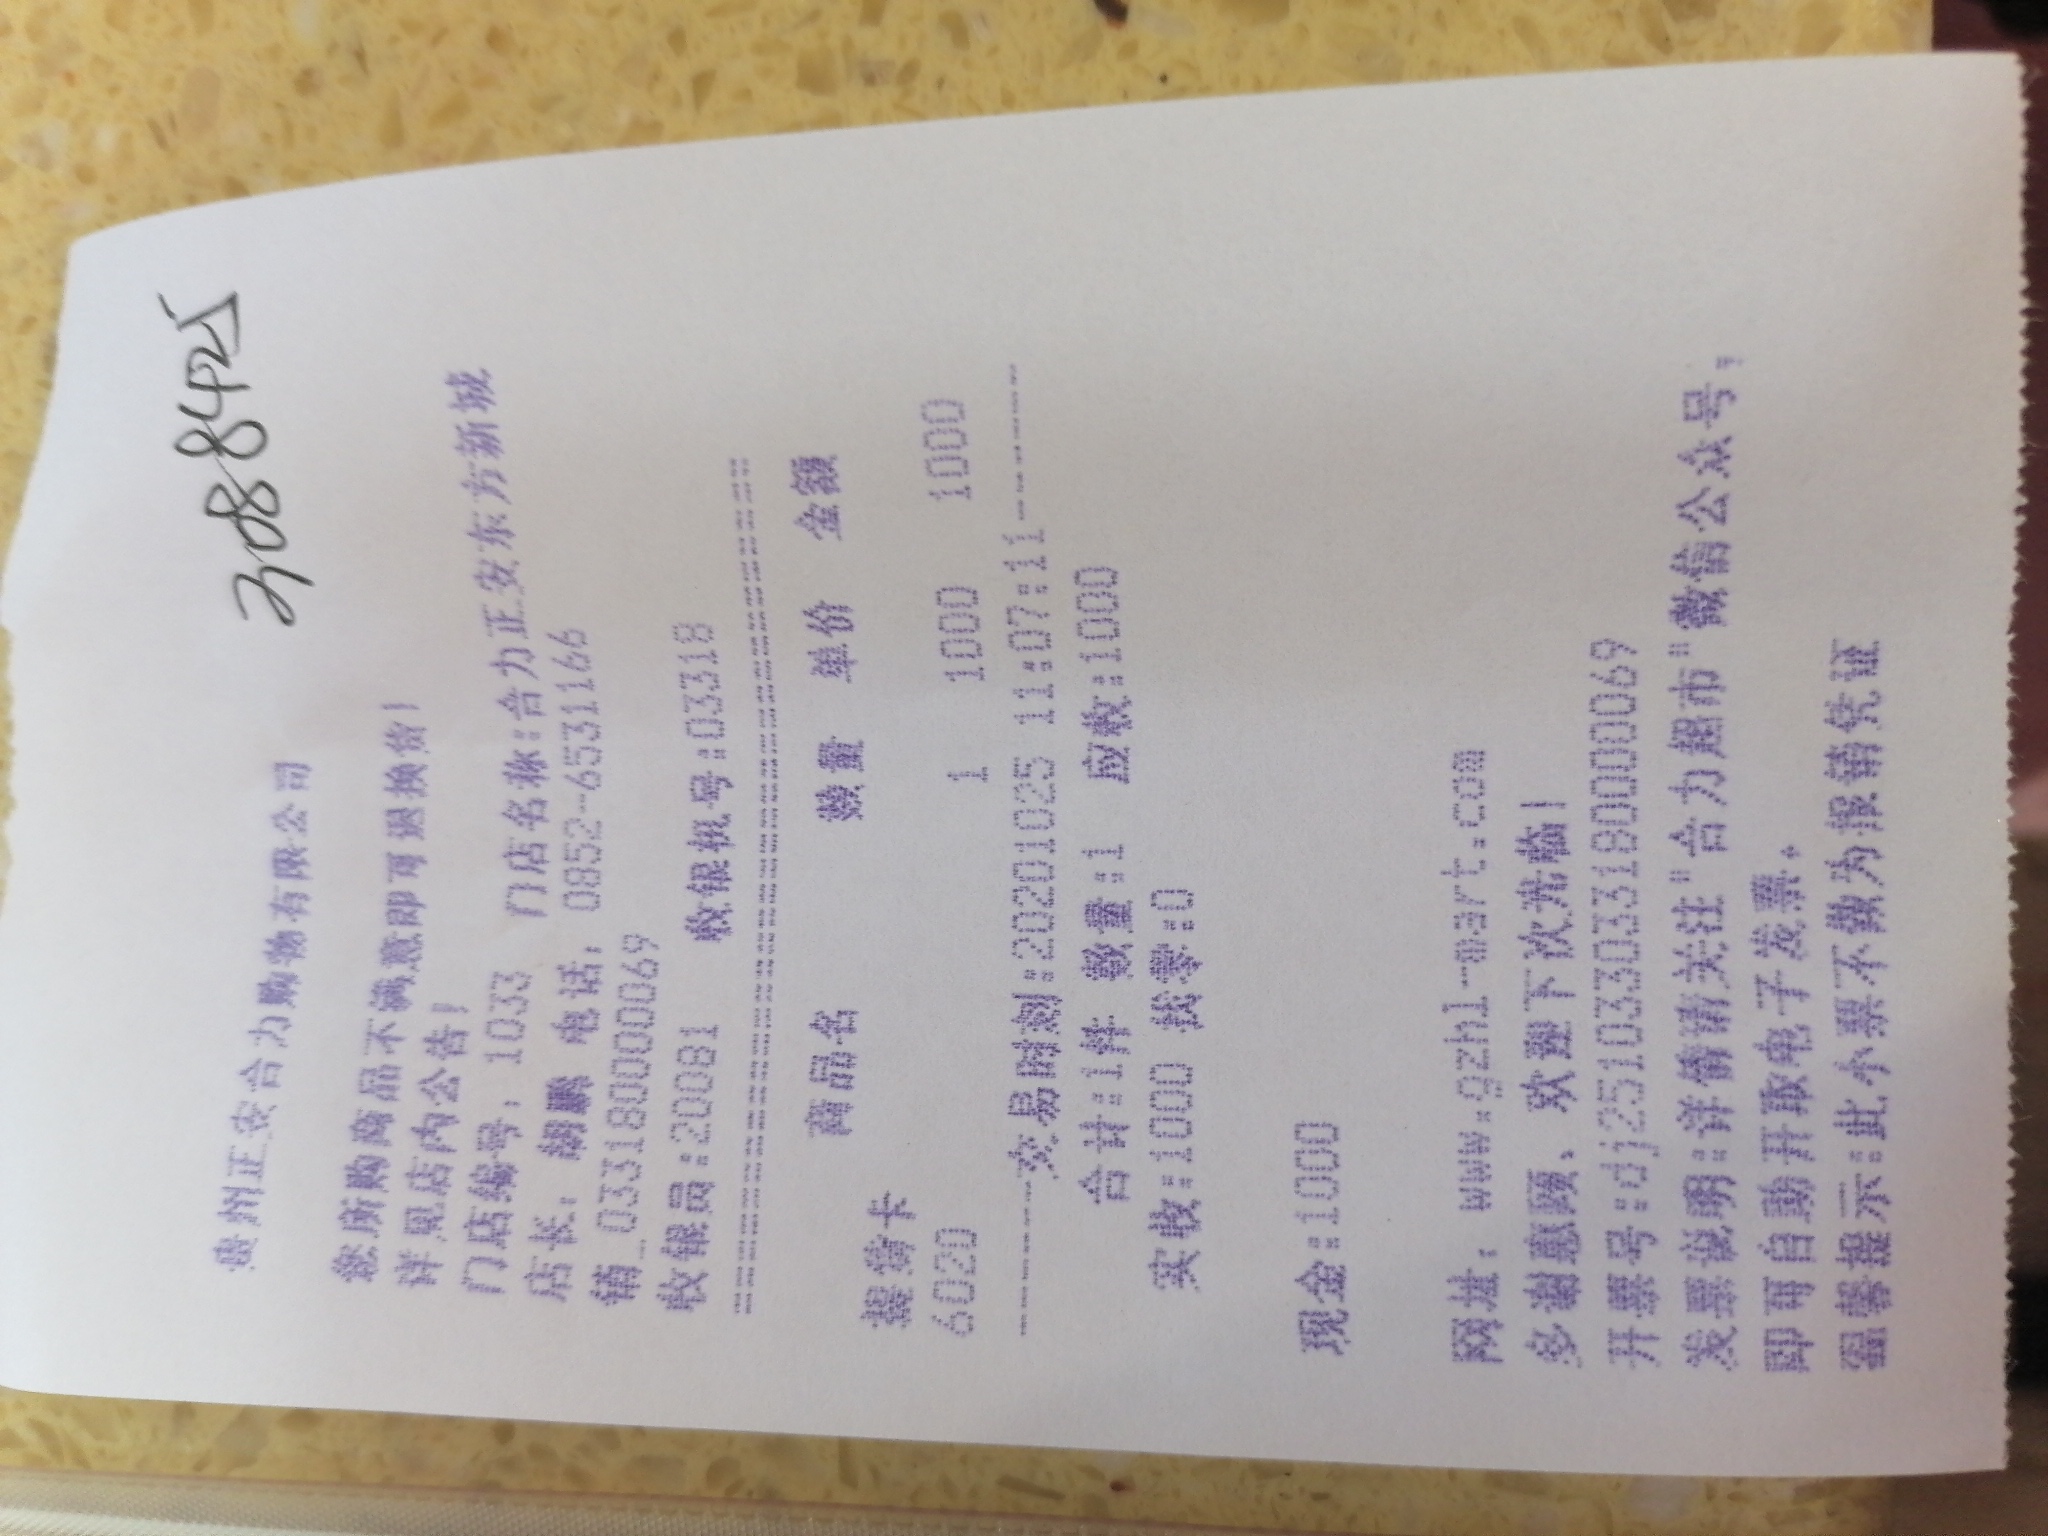 3088425
贵州正安合力购物有限公司
您所购商品不满意即可退换货!
详见店内公告!
门店编号: 1033 门店名称:合力正安东方新城
店长: 胡鹏 电话: 0852-6531166
销_0331800000069
收银员:20081 收银机号:033318
商品名 数量 单价 金额
提货卡
6020 1 1000 1000
--------交易时刻:20201025 11:07:11--------
合计:1件 数量:1 应收:1000
实收:1000 找零:0
现金:1000
网址: www.gzhl-mart.com
多谢惠顾、欢迎下次光临!
开票号:dj25103303318000069
发票说明:详情请关注"合力超市"微信公众号,
即可自助开取电子发票。
温馨提示:此小票不做为报销凭证